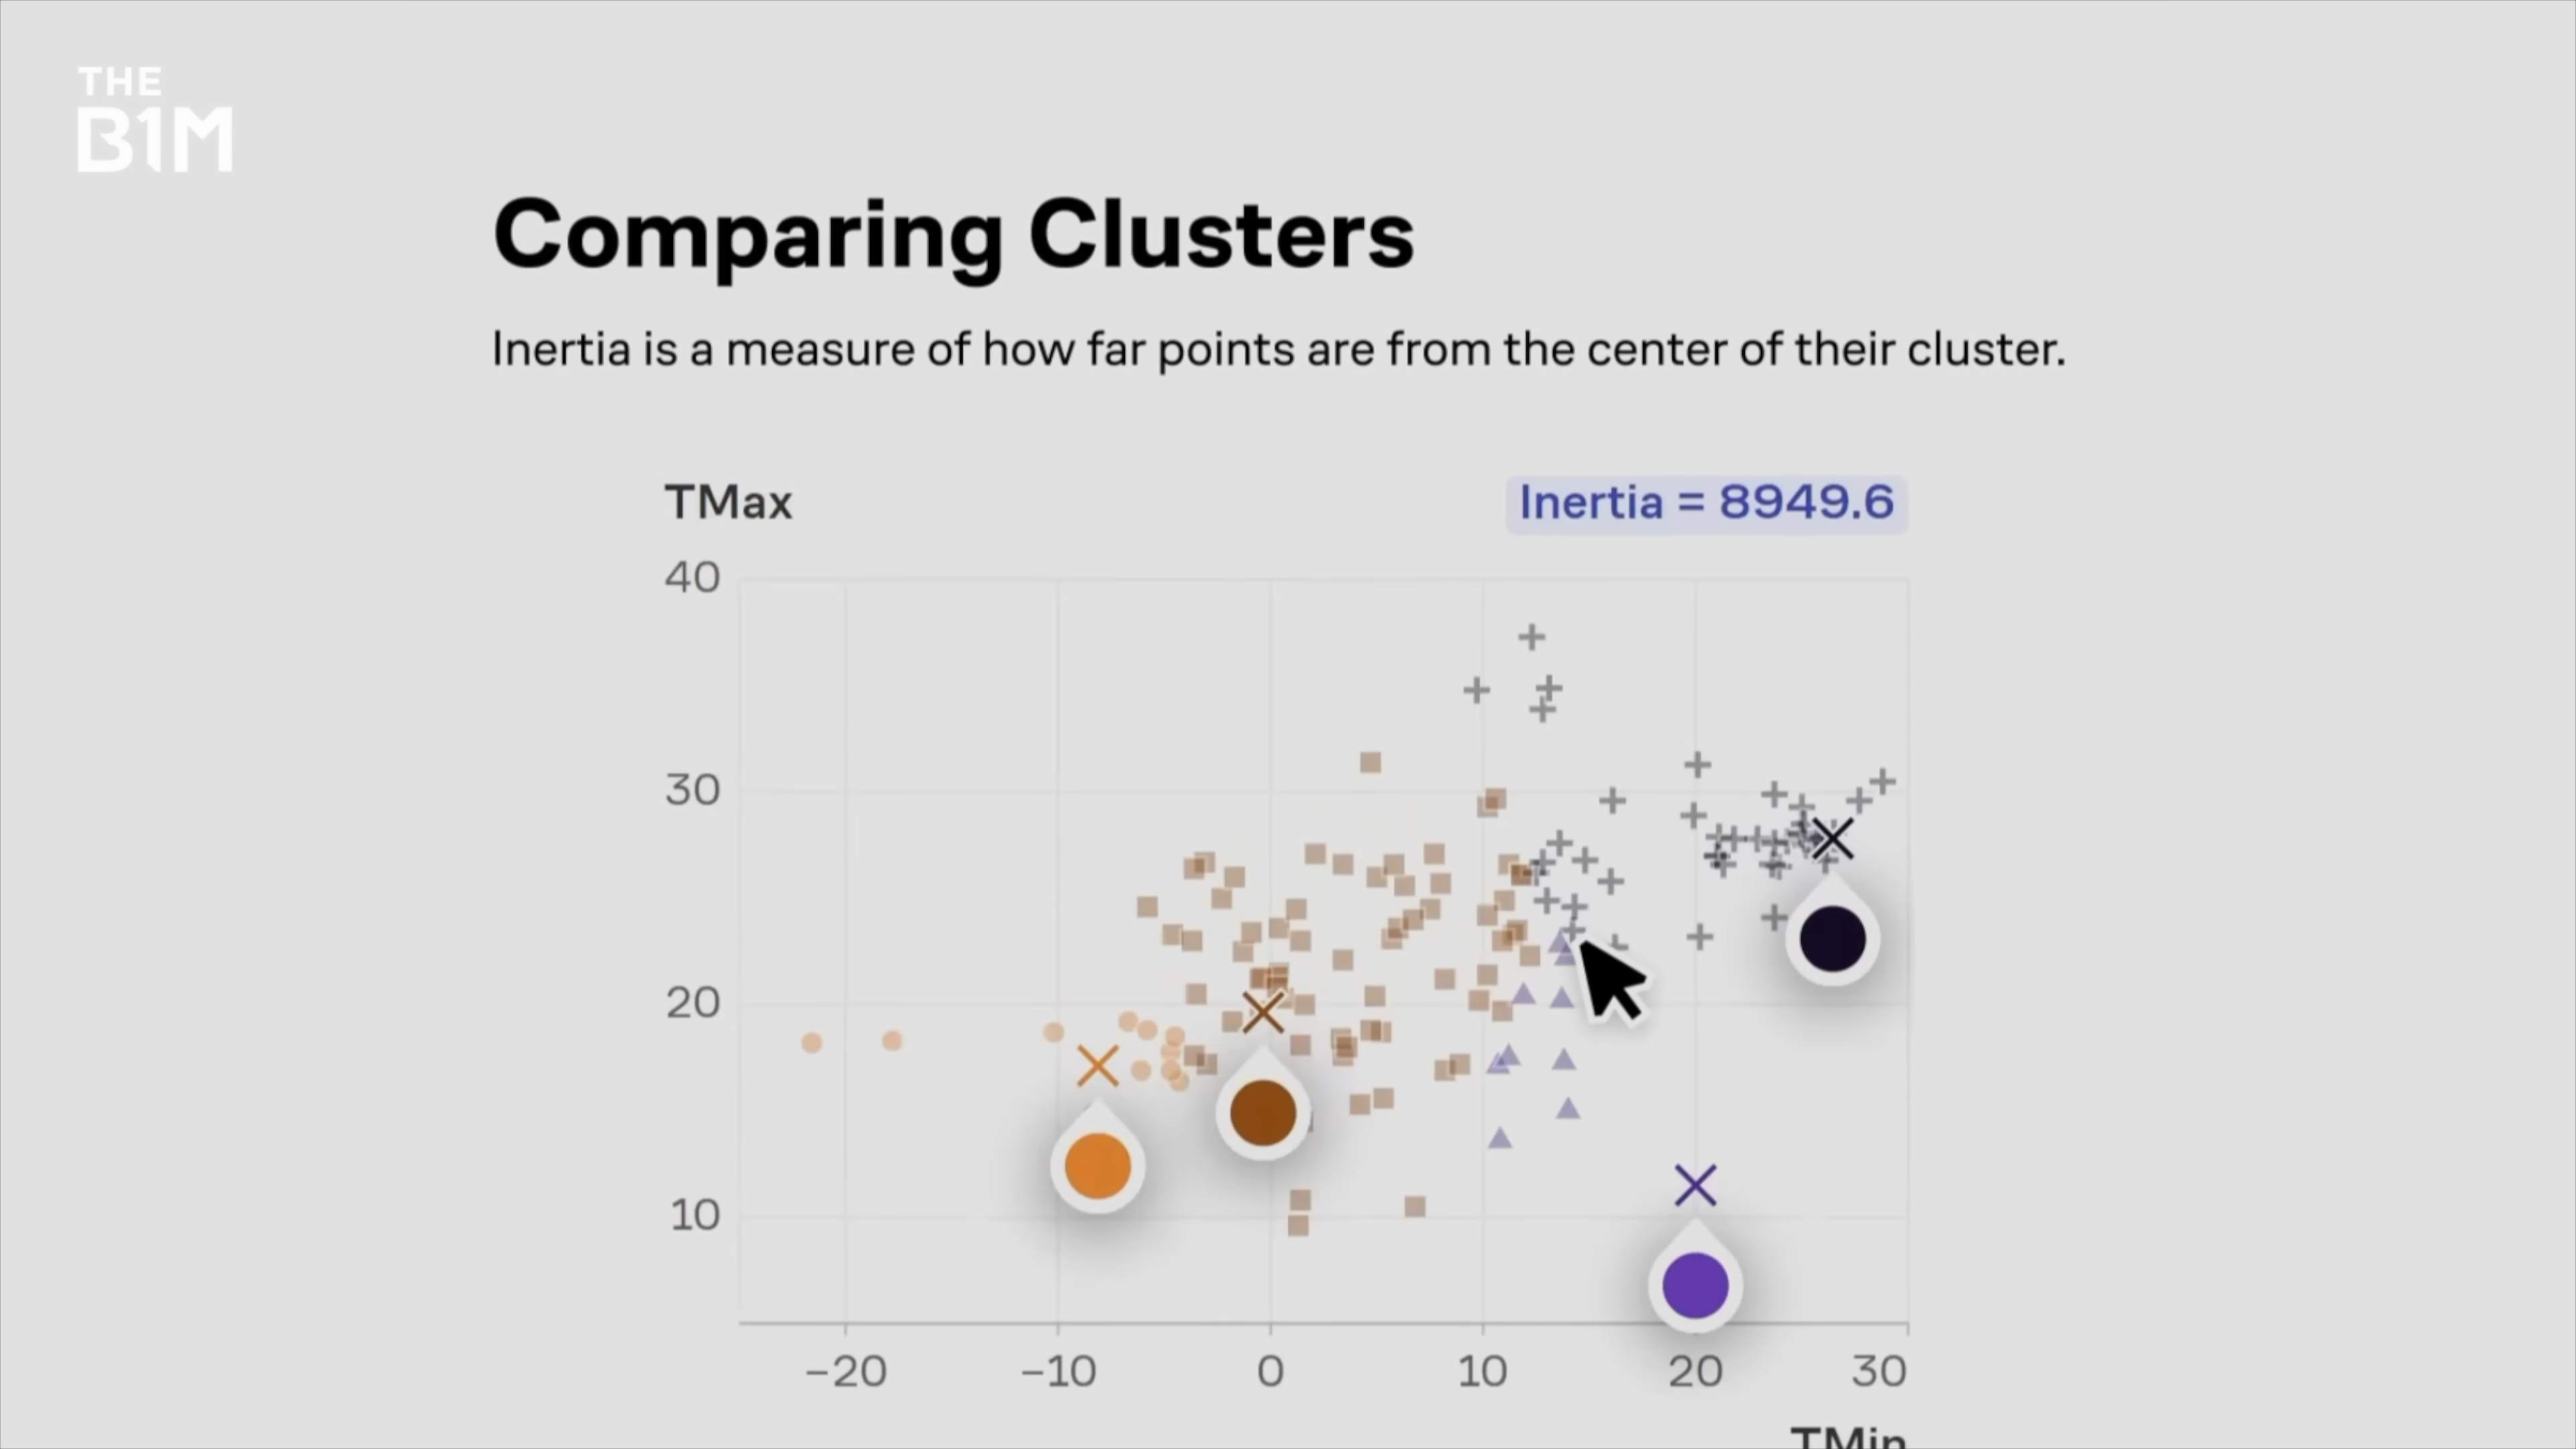 THE
B1M
Comparing Clusters
Inertia is a measure of how far points are from the center of their cluster.
TMax
Inertia = 8949.6
40
30
20
10
−20 −10 0 10 20 30
TMin